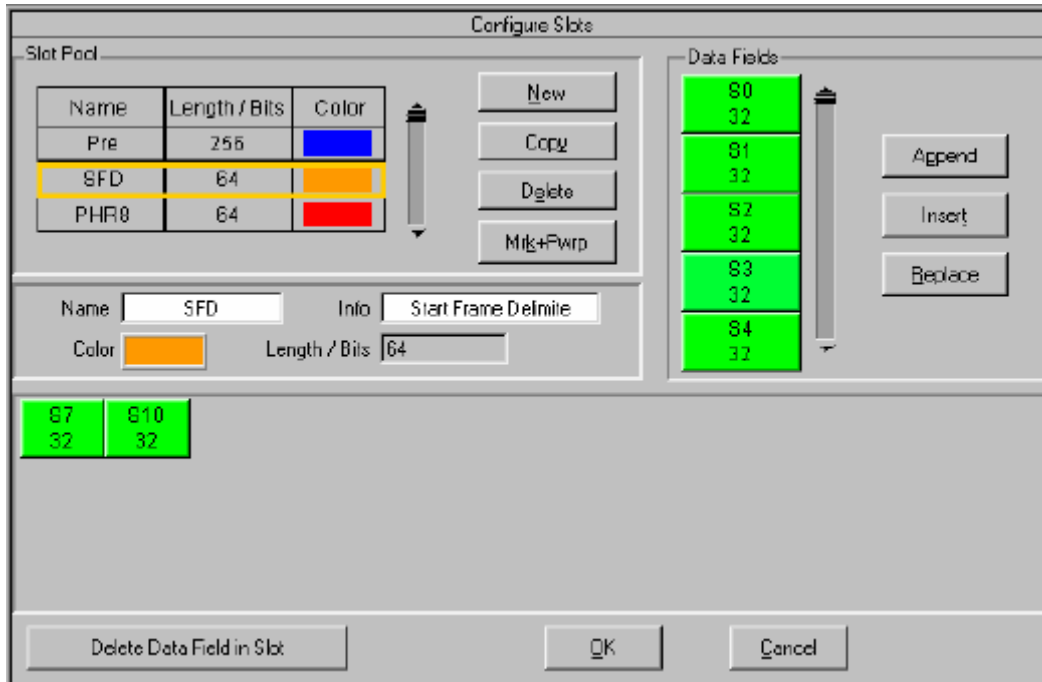 Configure Slots
Slot Pool
Name Length / Bits Color
Pre 256
SFD 64
PHR8 64
New
Copy
Delete
Mrk+Pwrp
Name SFD Info Start Frame Delimite
Color Length / Bits 64
Data Fields
S0
32
S1
32
S2
32
S3
32
S4
32
Append
Insert
Replace
S7
32
S10
32
Delete Data Field in Slot
OK
Cancel